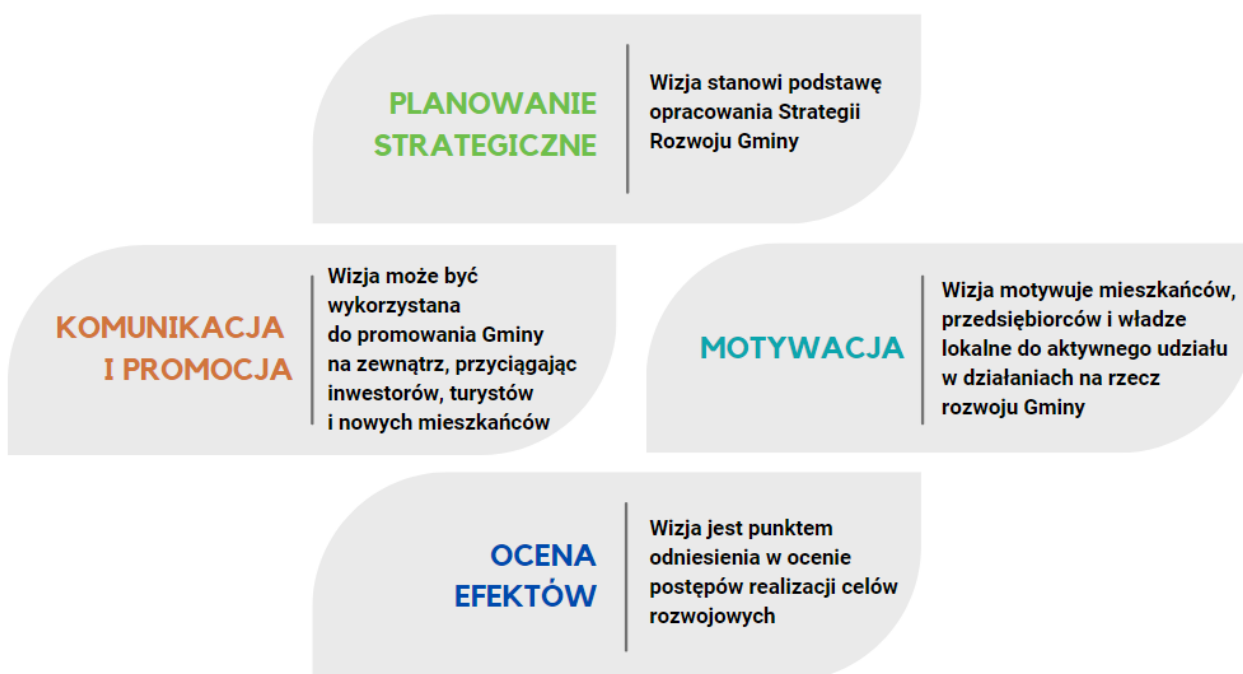 PLANOWANIE
STRATEGICZNE
Wizja stanowi podstawę
opracowania Strategii
Rozwoju Gminy
KOMUNIKACJA
I PROMOCJA
Wizja może być
wykorzystana
do promowania Gminy
na zewnątrz, przyciągając
inwestorów, turystów
i nowych mieszkańców
MOTYWACJA
Wizja motywuje mieszkańców,
przedsiębiorców i władze
lokalne do aktywnego udziału
w działaniach na rzecz
rozwoju Gminy
OCENA
EFEKTÓW
Wizja jest punktem
odniesienia w ocenie
postępów realizacji celów
rozwojowych